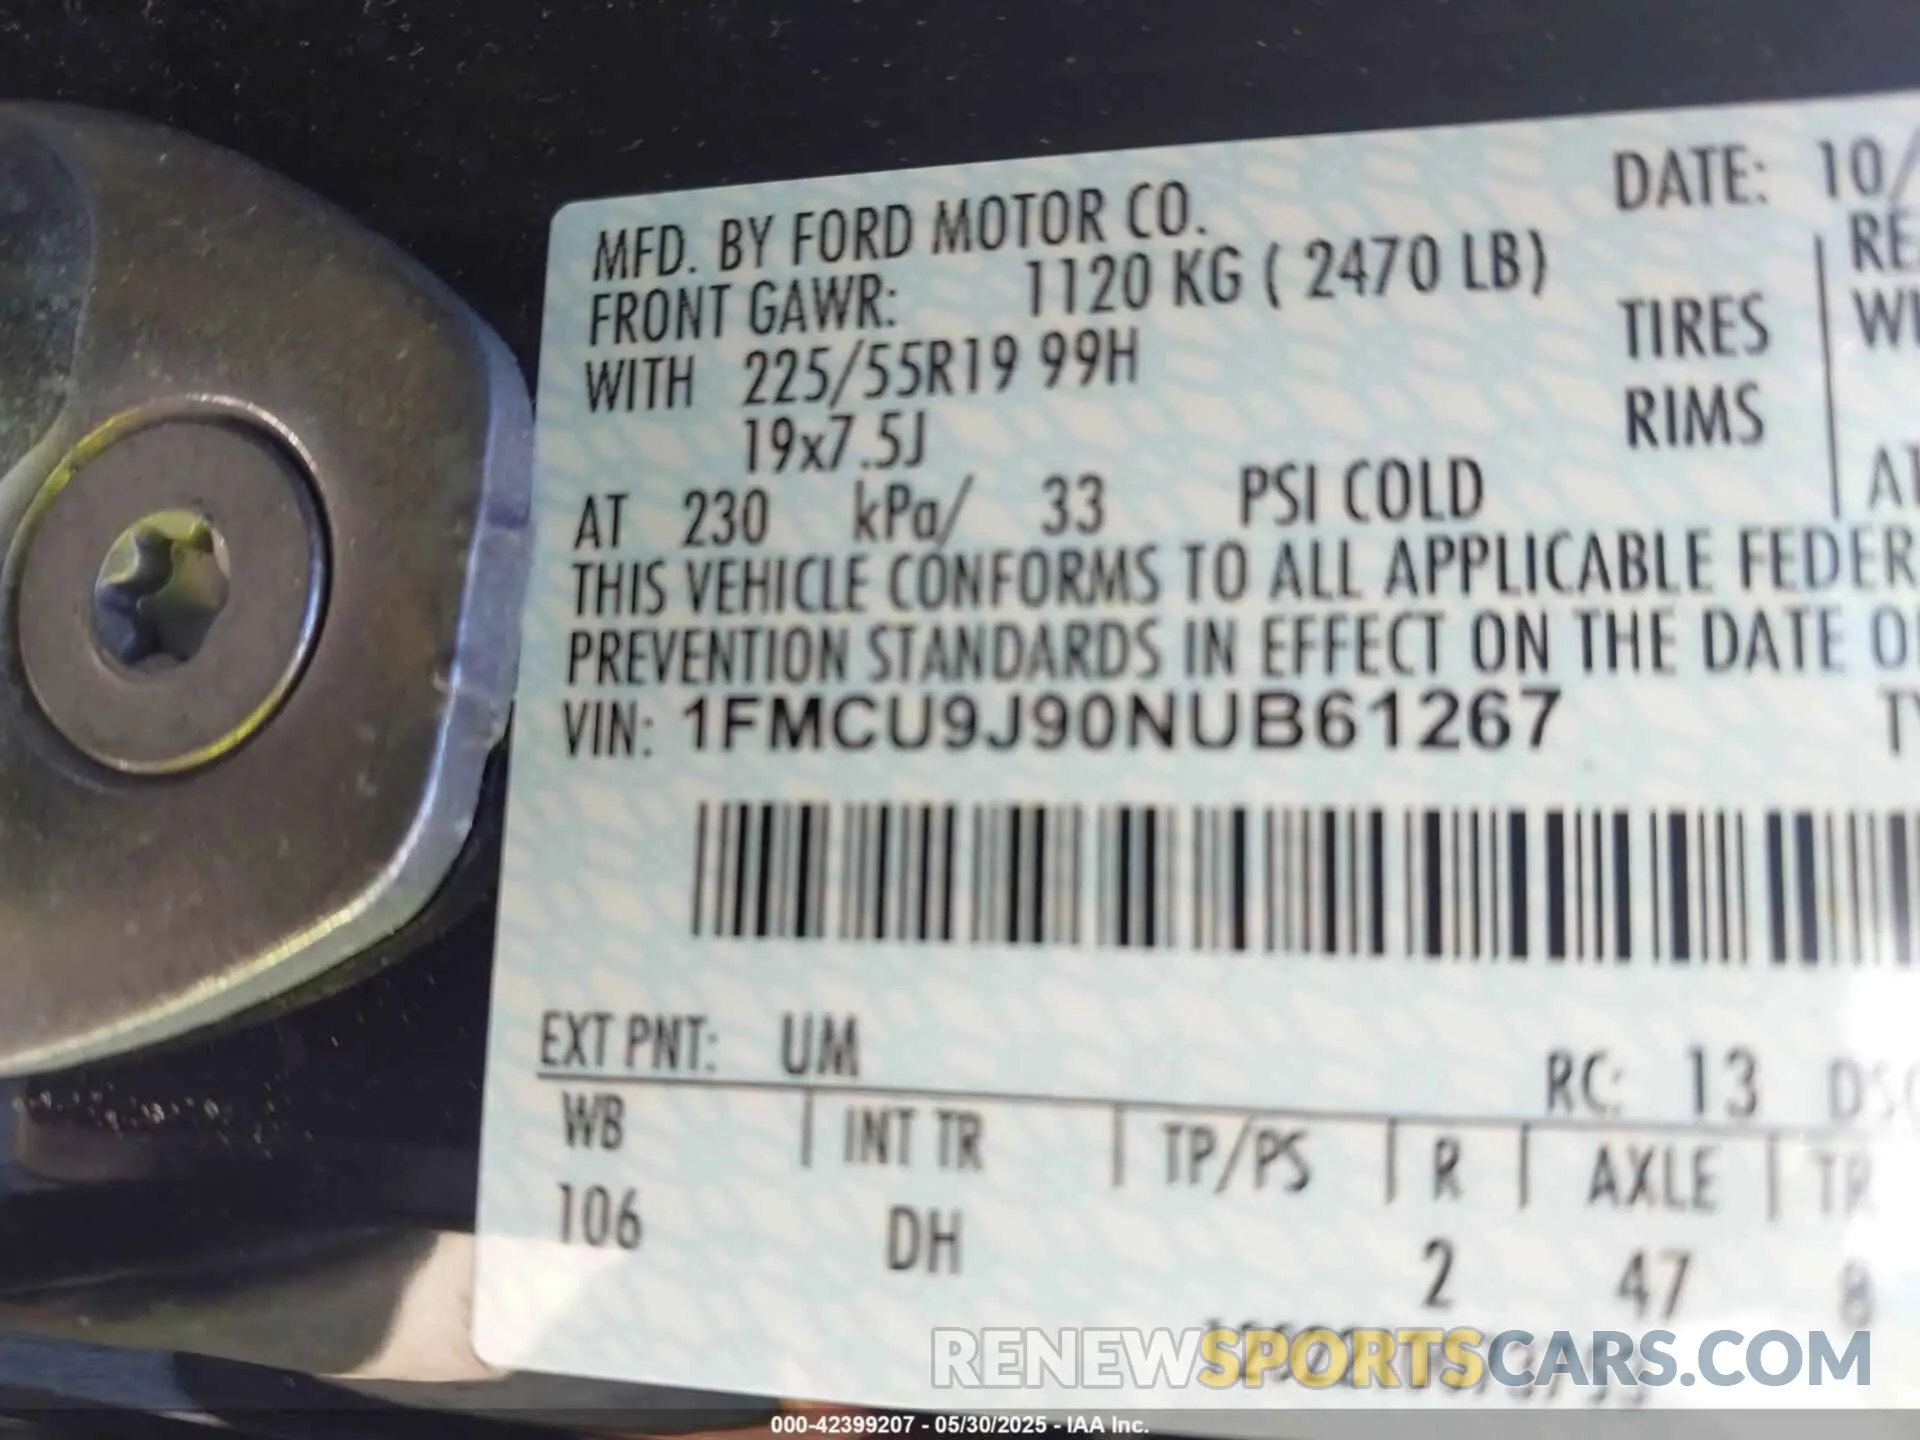 MFD. BY FORD MOTOR CO.
DATE: 10/
FRONT GAWR: 1120 KG ( 2470 LB)
WITH 225/55R19 99H TIRES
19x7.5J RIMS
AT 230 kPa/ 33 PSI COLD
THIS VEHICLE CONFORMS TO ALL APPLICABLE FEDER
PREVENTION STANDARDS IN EFFECT ON THE DATE
VIN: 1FMCU9J90NUB61267
EXT PNT: UM
RC: 13
WB | INT TR | TP/PS | R | AXLE | TR
106 DH 2 47 8
RENEWSPORTSCARS.COM
000-42399207 - 05/30/2025 - IAA Inc.